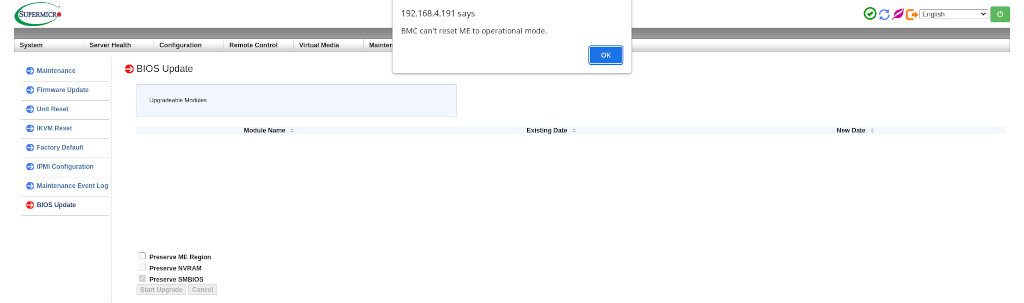 192.168.4.191 says
BMC can't reset ME to operational mode.
OK
SUPERMICR
English
System Server Health Configuration Remote Control Virtual Media Mainten
Maintenance
Firmware Update
Unit Reset
IKVM Reset
Factory Default
IPMI Configuration
Maintenance Event Log
BIOS Update
BIOS Update
Upgradeable Modules
Module Name Existing Date New Date
Preserve ME Region
Preserve NVRAM
Preserve SMBIOS
Start Upgrade Cancel